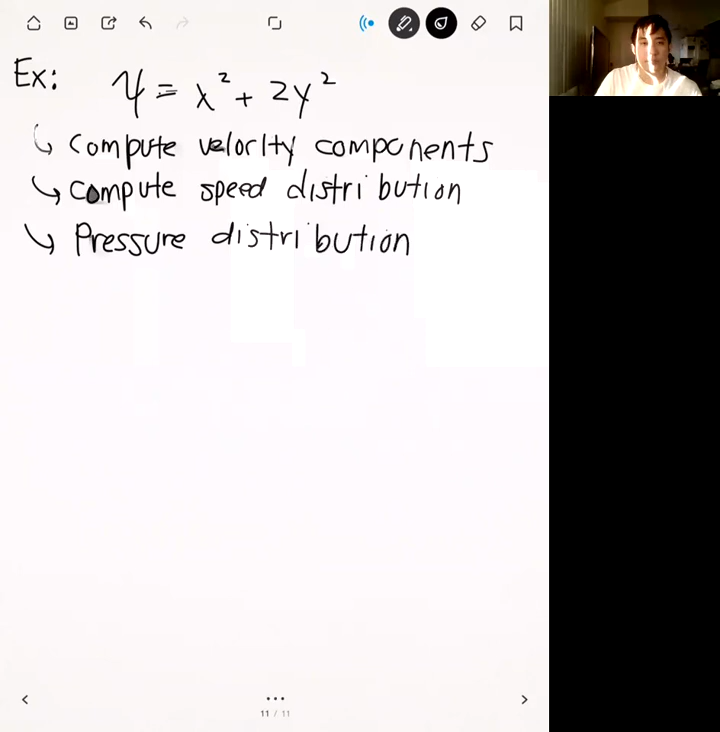 Ex: ψ = x² + 2y²
↳ compute velocity components
↳ compute speed distribution
↳ Pressure distribution
11 / 11